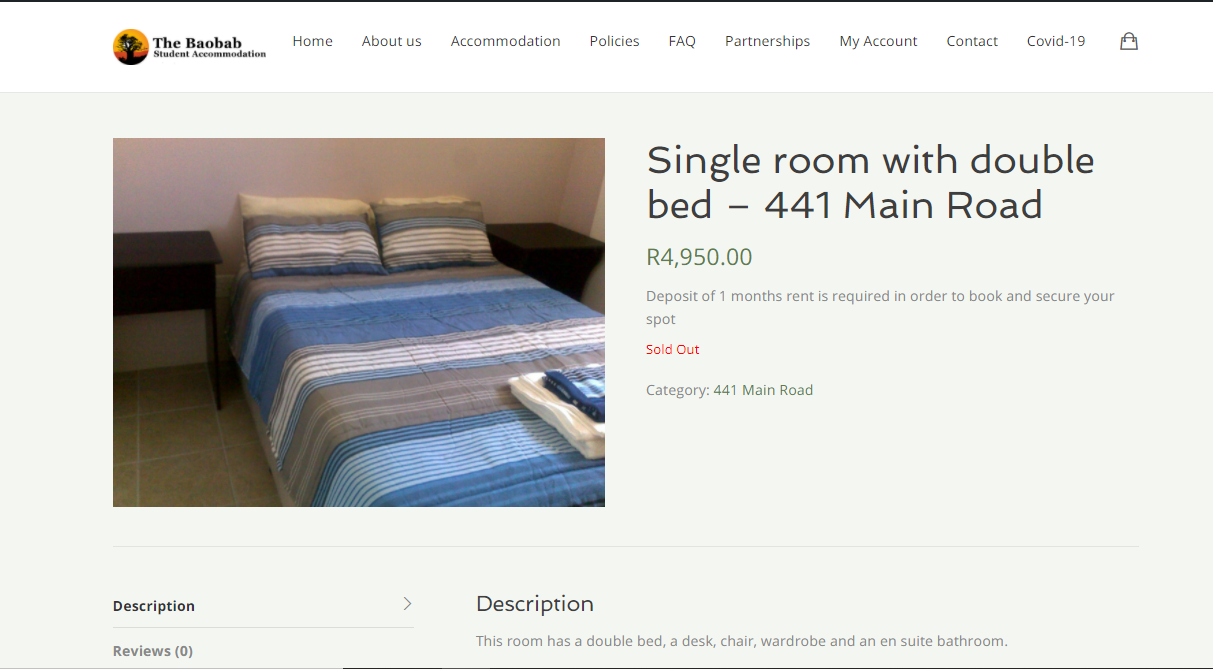 The Baobab
Student Accommodation
Home About us Accommodation Policies FAQ Partnerships My Account Contact Covid-19
Single room with double
bed – 441 Main Road
R4,950.00
Deposit of 1 months rent is required in order to book and secure your
spot
Sold Out
Category: 441 Main Road
Description
Reviews (0)
Description
This room has a double bed, a desk, chair, wardrobe and an en suite bathroom.